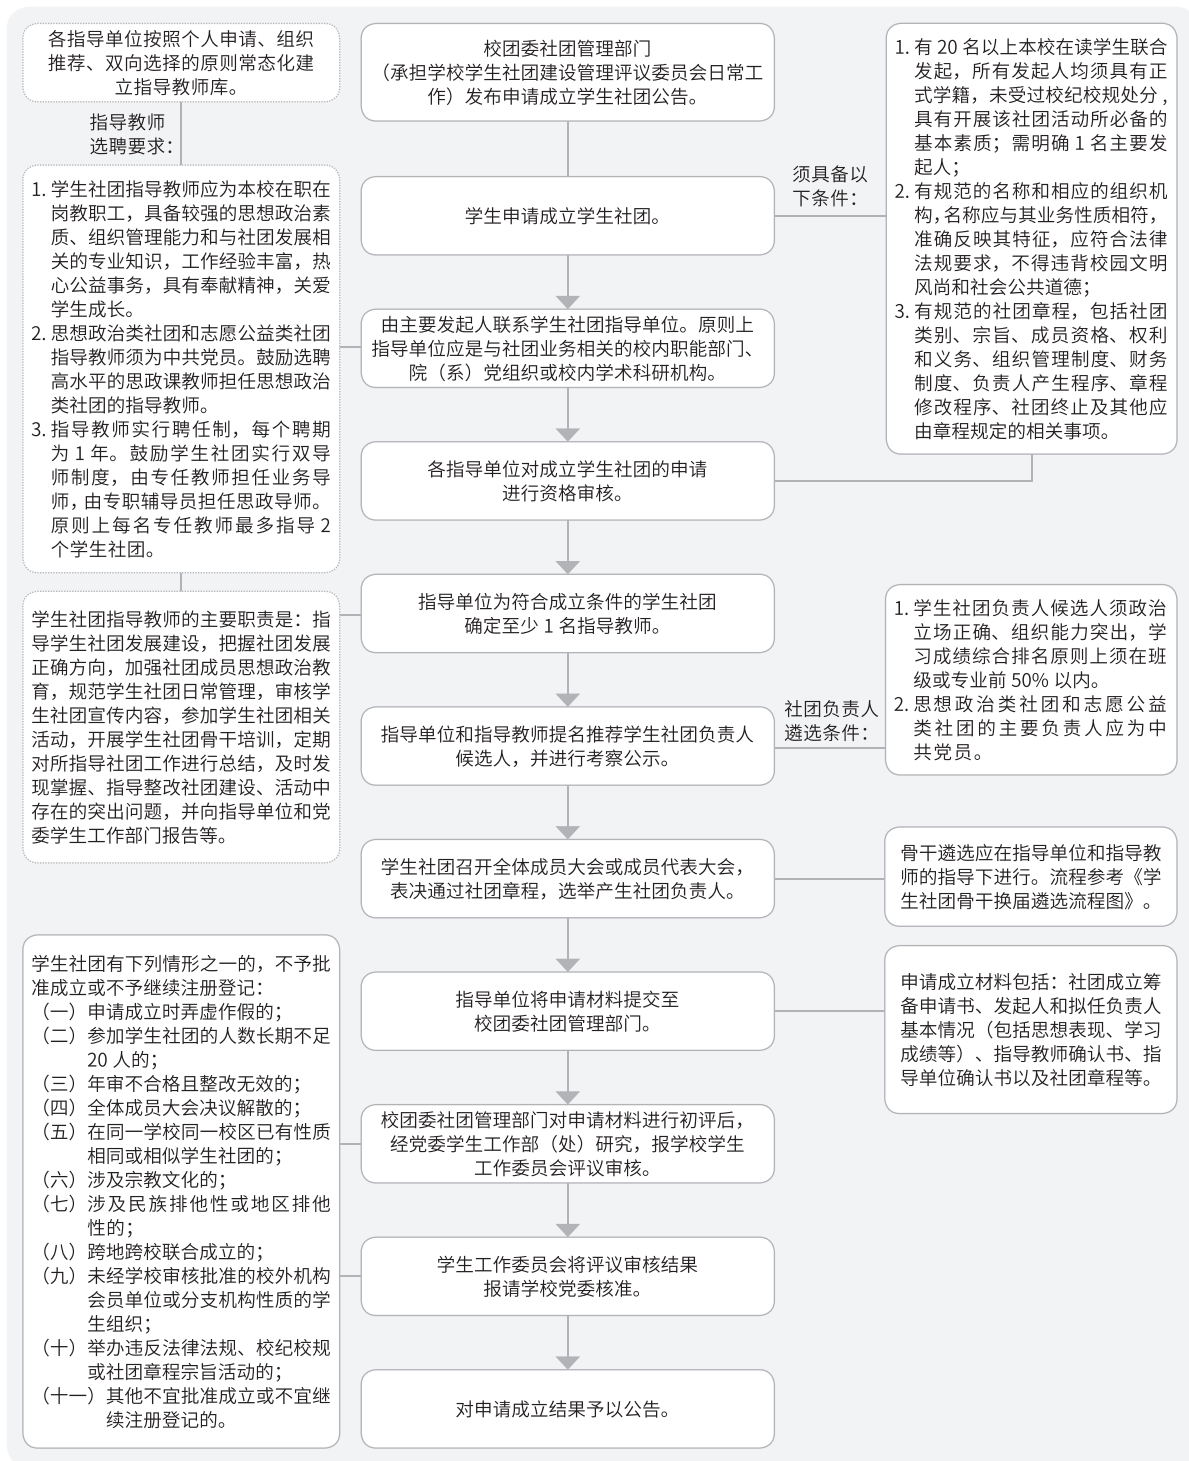 各指导单位按照个人申请、组织
推荐、双向选择的原则常态化建
立指导教师库。
指导教师
选聘要求：
1. 学生社团指导教师应为本校在职在
岗教职工，具备较强的思想政治素
质、组织管理能力和与社团发展相
关的专业知识，工作经验丰富，热
心公益事务，具有奉献精神，关爱
学生成长。
2. 思想政治类社团和志愿公益类社团
指导教师须为中共党员。鼓励选聘
高水平的思政课教师担任思想政治
类社团的指导教师。
3. 指导教师实行聘任制，每个聘期
为 1 年。鼓励学生社团实行双导
师制度，由专任教师担任业务导
师，由专职辅导员担任思政导师。
原则上每名专任教师最多指导 2
个学生社团。
学生社团指导教师的主要职责是：指
导学生社团发展建设，把握社团发展
正确方向，加强社团成员思想政治教
育，规范学生社团日常管理，审核学
生社团宣传内容，参加学生社团相关
活动，开展学生社团骨干培训，定期
对所指导社团工作进行总结，及时发
现掌握、指导整改社团建设、活动中
存在的突出问题，并向指导单位和党
委学生工作部门报告等。
学生社团有下列情形之一的，不予批
准成立或不予继续注册登记：
（一）申请成立时弄虚作假的；
（二）参加学生社团的人数长期不足
20 人的；
（三）年审不合格且整改无效的；
（四）全体成员大会决议解散的；
（五）在同一学校同一校区已有性质
相同或相似学生社团的；
（六）涉及宗教文化的；
（七）涉及民族排他性或地区排他
性的；
（八）跨地跨校联合成立的；
（九）未经学校审核批准的校外机构
会员单位或分支机构性质的学
生组织；
（十）举办违反法律法规、校纪校规
或社团章程宗旨活动的；
（十一）其他不宜批准成立或不宜继
续注册登记的。
校团委社团管理部门
（承担学校学生社团建设管理评议委员会日常工
作）发布申请成立学生社团公告。
学生申请成立学生社团。
由主要发起人联系学生社团指导单位。原则上
指导单位应是与社团业务相关的校内职能部门、
院（系）党组织或校内学术科研机构。
各指导单位对成立学生社团的申请
进行资格审核。
指导单位为符合成立条件的学生社团
确定至少 1 名指导教师。
指导单位和指导教师提名推荐学生社团负责人
候选人，并进行考察公示。
学生社团召开全体成员大会或成员代表大会，
表决通过社团章程，选举产生社团负责人。
指导单位将申请材料提交至
校团委社团管理部门。
校团委社团管理部门对申请材料进行初评后，
经党委学生工作部（处）研究，报学校学生
工作委员会评议审核。
学生工作委员会将评议审核结果
报请学校党委核准。
对申请成立结果予以公告。
须具备以
下条件：
1. 有 20 名以上本校在读学生联合
发起，所有发起人均须具有正
式学籍，未受过校纪校规处分，
具有开展该社团活动所必备的
基本素质；需明确 1 名主要发
起人；
2. 有规范的名称和相应的组织机
构，名称应与其业务性质相符，
准确反映其特征，应符合法律
法规要求，不得违背校园文明
风尚和社会公共道德；
3. 有规范的社团章程，包括社团
类别、宗旨、成员资格、权利
和义务、组织管理制度、财务
制度、负责人产生程序、章程
修改程序、社团终止及其他应
由章程规定的相关事项。
社团负责人
遴选条件：
1. 学生社团负责人候选人须政治
立场正确、组织能力突出，学
习成绩综合排名原则上须在班
级或专业前 50% 以内。
2. 思想政治类社团和志愿公益
类社团的主要负责人应为中
共党员。
骨干遴选应在指导单位和指导教
师的指导下进行。流程参考《学
生社团骨干换届遴选流程图》。
申请成立材料包括：社团成立筹
备申请书、发起人和拟任负责人
基本情况（包括思想表现、学习
成绩等）、指导教师确认书、指
导单位确认书以及社团章程等。